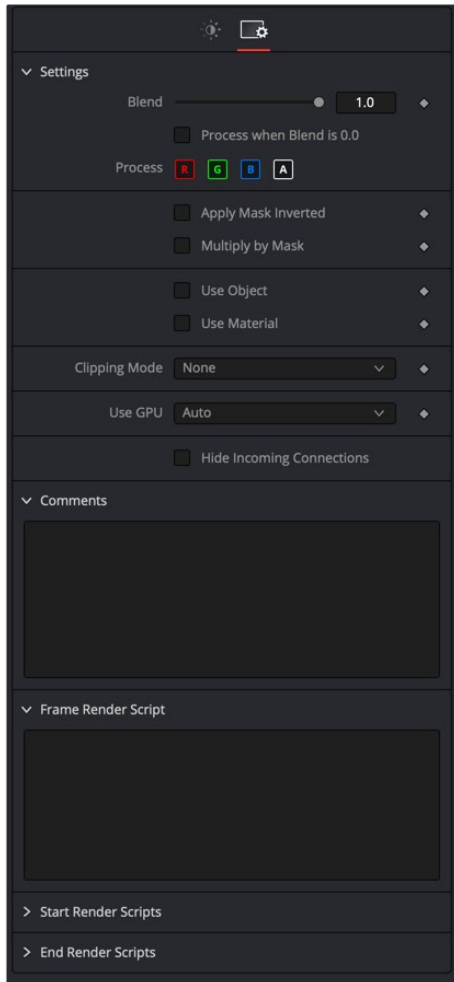 Settings
Blend 1.0
Process when Blend is 0.0
Process R G B A
Apply Mask Inverted
Multiply by Mask
Use Object
Use Material
Clipping Mode None
Use GPU Auto
Hide Incoming Connections
Comments
Frame Render Script
Start Render Scripts
End Render Scripts